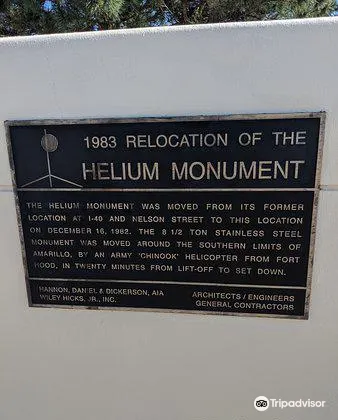 1983 RELOCATION OF THE
HELIUM MONUMENT
THE HELIUM MONUMENT WAS MOVED FROM ITS FORMER
LOCATION AT I-40 AND NELSON STREET TO THIS LOCATION
ON DECEMBER 16, 1982. THE 8 1/2 TON STAINLESS STEEL
MONUMENT WAS MOVED AROUND THE SOUTHERN LIMITS OF
AMARILLO, BY AN ARMY 'CHINOOK' HELICOPTER FROM FORT
HOOD, IN TWENTY MINUTES FROM LIFT-OFF TO SET DOWN.
HANNON, DANIEL & DICKERSON, AIA ARCHITECTS / ENGINEERS
WILEY HICKS, JR., INC. GENERAL CONTRACTORS
Tripadvisor